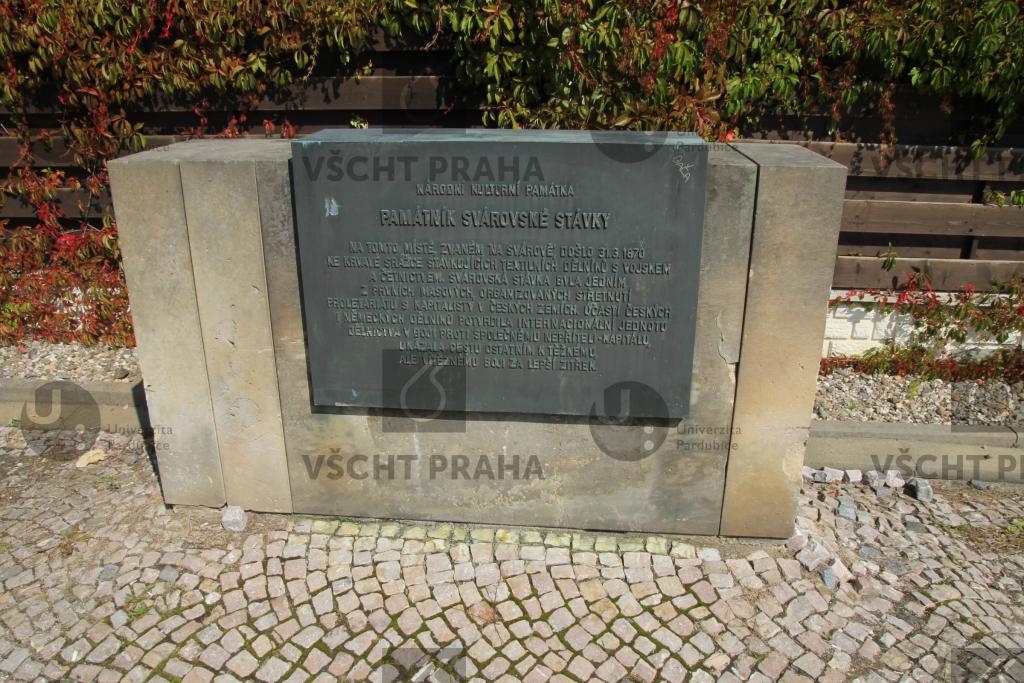 NÁRODNÍ KULTURNÍ PAMÁTKA
PAMÁTNÍK SVÁROVSKÉ STÁVKY
NA TOMTO MÍSTĚ, ZVANÉM NA SVÁROVĚ, DOŠLO 31.3.1870
KE KRVAVÉ SRÁŽCE STÁVKUJÍCÍCH TEXTILNÍCH DĚLNÍKŮ S VOJSKEM
A ČETNICTVEM. SVÁROVSKÁ STÁVKA BYLA JEDNÍM
Z PRVNÍCH MASOVÝCH, ORGANIZOVANÝCH STŘETNUTÍ
PROLETARIÁTU S KAPITALISTY V ČESKÝCH ZEMÍCH. ÚČASTÍ ČESKÝCH
I NĚMECKÝCH DĚLNÍKŮ POTVRDILA INTERNACIONÁLNÍ JEDNOTU
DĚLNICTVA V BOJI PROTI SPOLEČNÉMU NEPŘÍTELI-KAPITÁLU,
UKÁZALA CESTU OSTATNÍM K TĚŽKÉMU,
ALE VÍTĚZNÉMU BOJI ZA LEPŠÍ ZÍTŘEK.
VŠCHT PRAHA
VŠCHT PRAHA
VŠCHT PRAHA
Univerzita
Pardubice
Univerzita
Pardubice